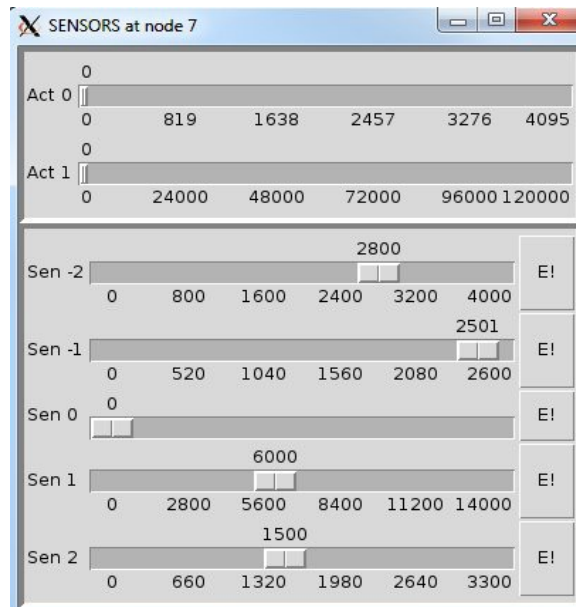 SENSORS at node 7
0
Act 0
0 819 1638 2457 3276 4095
0
Act 1
0 24000 48000 72000 96000 120000
2800
Sen -2 E!
0 800 1600 2400 3200 4000
2501
Sen -1 E!
0 520 1040 1560 2080 2600
0
Sen 0 E!
6000
Sen 1 E!
0 2800 5600 8400 11200 14000
1500
Sen 2 E!
0 660 1320 1980 2640 3300